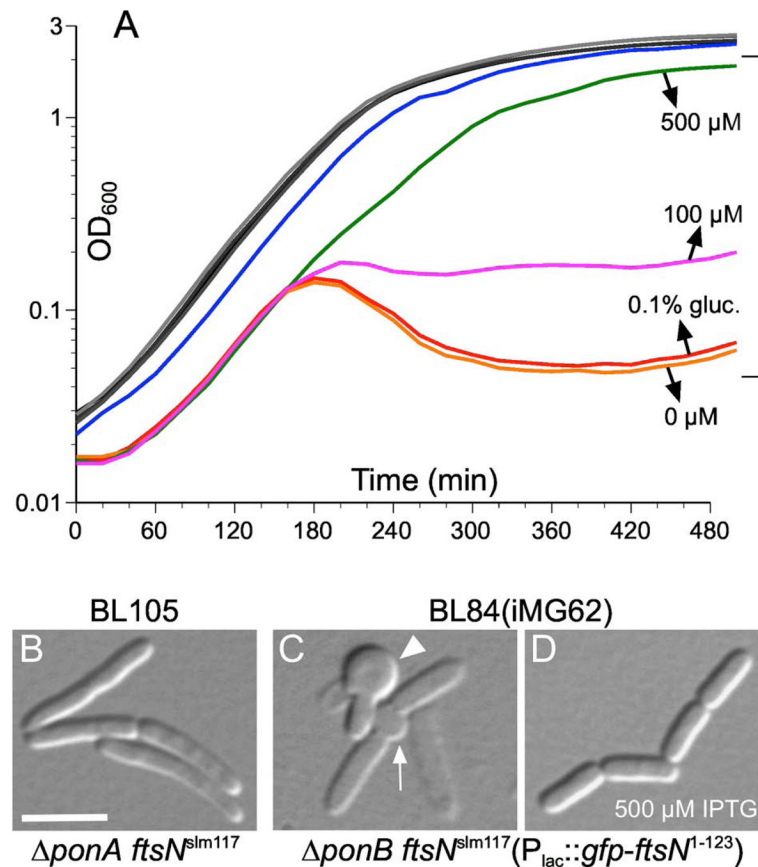 A
3
1
0.1
0.01
OD₆₀₀
500 µM
100 µM
0.1% gluc.
0 µM
Time (min)
0 60 120 180 240 300 360 420 480
BL105 BL84(iMG62)
B C D
500 µM IPTG
ΔponA ftsNˢˡᵐ¹¹⁷ ΔponB ftsNˢˡᵐ¹¹⁷(Pₗₐc::gfp-ftsN¹⁻¹²³)